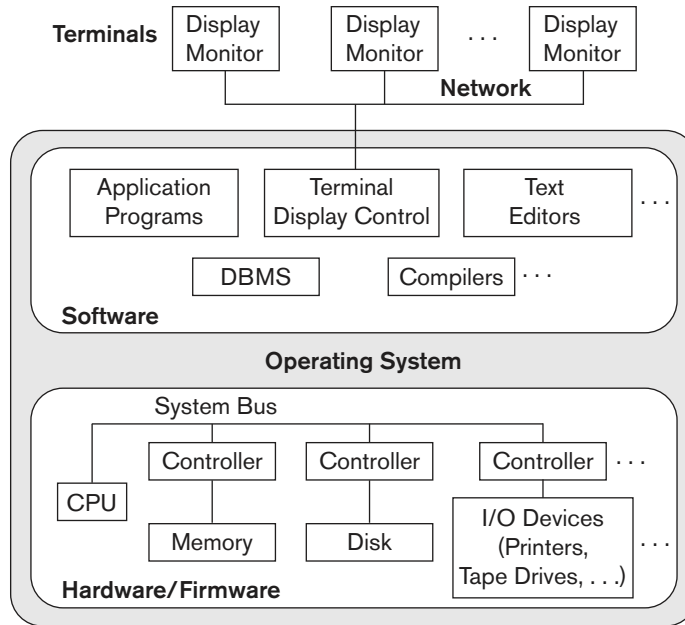 Terminals
Display
Monitor
Display
Monitor
. . .
Display
Monitor
Network
Application
Programs
Terminal
Display Control
Text
Editors
. . .
DBMS
Compilers
. . .
Software
Operating System
System Bus
Controller
Controller
Controller
. . .
CPU
Memory
Disk
I/O Devices
(Printers,
Tape Drives, . . .)
. . .
Hardware/Firmware